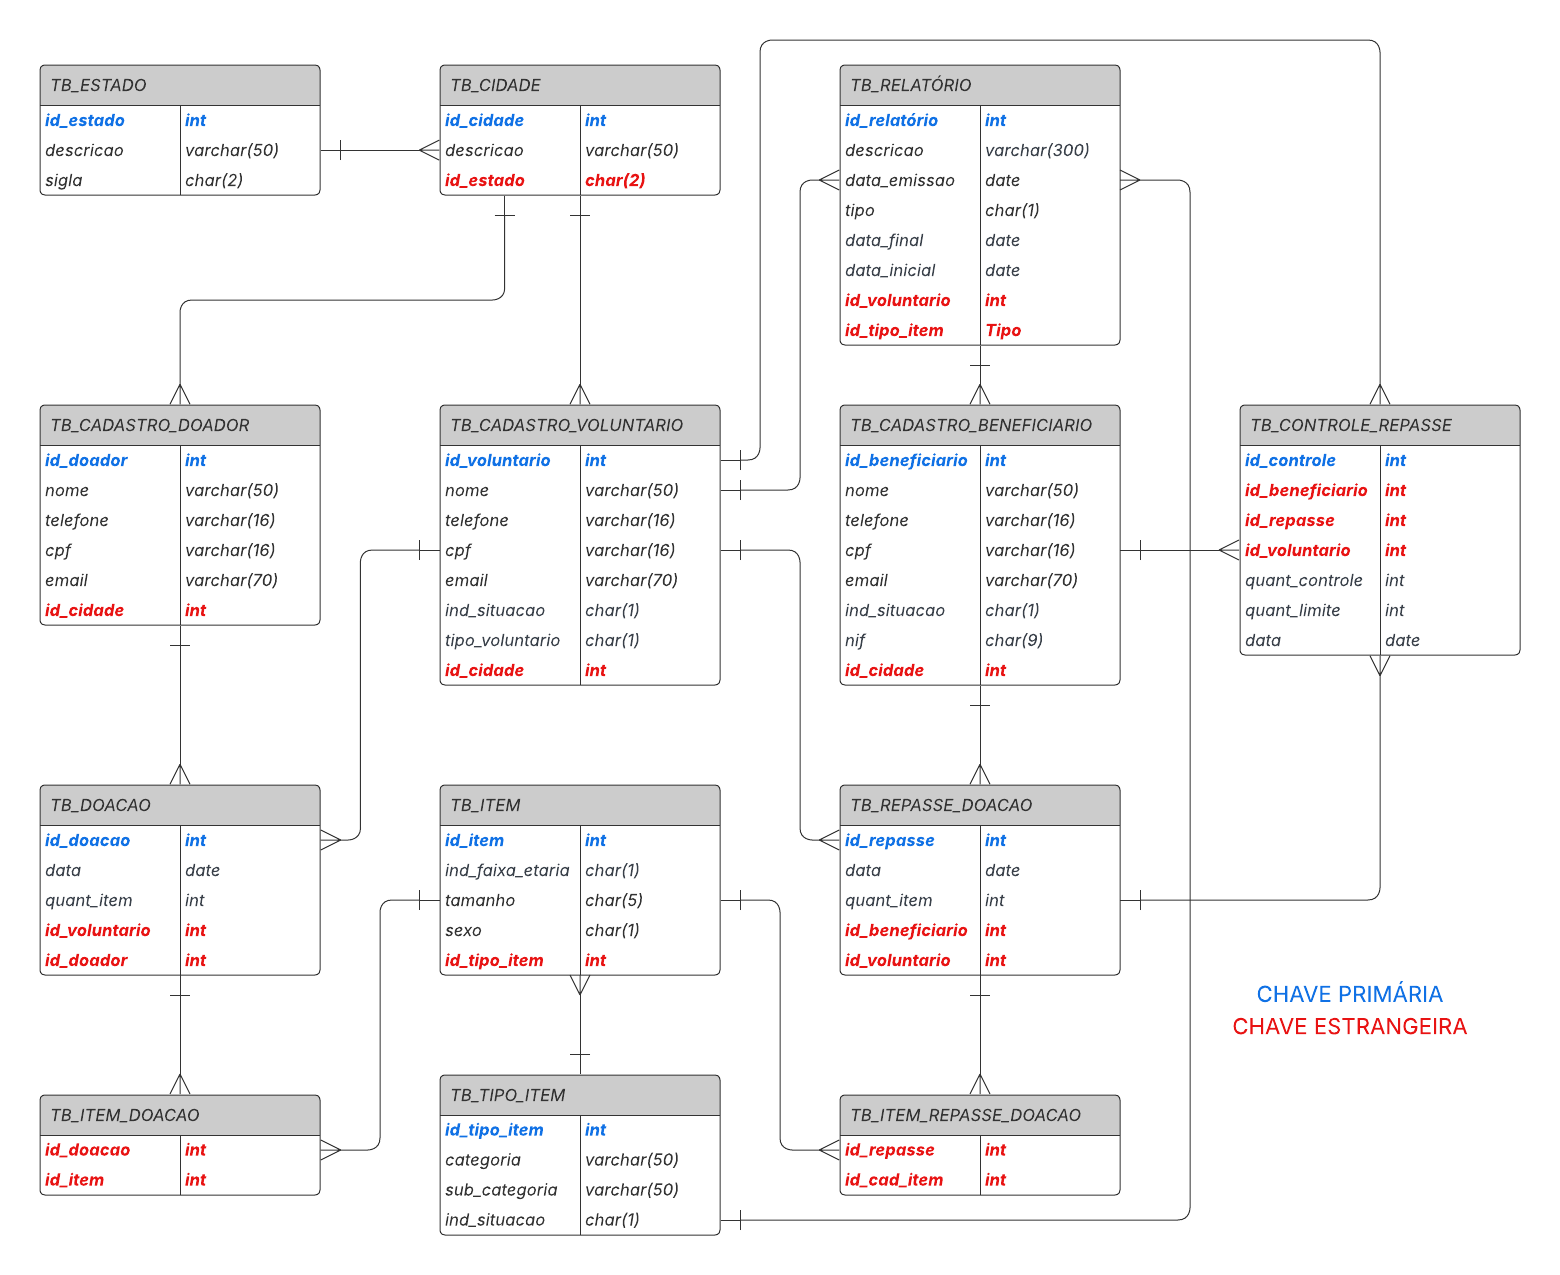 TB_ESTADO
id_estado int
descricao varchar(50)
sigla char(2)
TB_CIDADE
id_cidade int
descricao varchar(50)
id_estado char(2)
TB_RELATÓRIO
id_relatório int
descricao varchar(300)
data_emissao date
tipo char(1)
data_final date
data_inicial date
id_voluntario int
id_tipo_item Tipo
TB_CADASTRO_DOADOR
id_doador int
nome varchar(50)
telefone varchar(16)
cpf varchar(16)
email varchar(70)
id_cidade int
TB_CADASTRO_VOLUNTARIO
id_voluntario int
nome varchar(50)
telefone varchar(16)
cpf varchar(16)
email varchar(70)
ind_situacao char(1)
tipo_voluntario char(1)
id_cidade int
TB_CADASTRO_BENEFICIARIO
id_beneficiario int
nome varchar(50)
telefone varchar(16)
cpf varchar(16)
email varchar(70)
ind_situacao char(1)
nif char(9)
id_cidade int
TB_CONTROLE_REPASSE
id_controle int
id_beneficiario int
id_repasse int
id_voluntario int
quant_controle int
quant_limite int
data date
TB_DOACAO
id_doacao int
data date
quant_item int
id_voluntario int
id_doador int
TB_ITEM
id_item int
ind_faixa_etaria char(1)
tamanho char(5)
sexo char(1)
id_tipo_item int
TB_REPASSE_DOACAO
id_repasse int
data date
quant_item int
id_beneficiario int
id_voluntario int
CHAVE PRIMÁRIA
CHAVE ESTRANGEIRA
TB_ITEM_DOACAO
id_doacao int
id_item int
TB_TIPO_ITEM
id_tipo_item int
categoria varchar(50)
sub_categoria varchar(50)
ind_situacao char(1)
TB_ITEM_REPASSE_DOACAO
id_repasse int
id_cad_item int